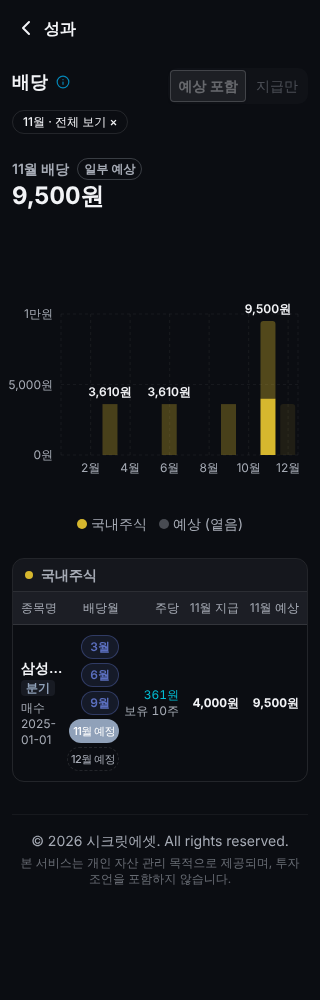 성과
배당
예상 포함 지급만
11월 · 전체 보기 ×
11월 배당 일부 예상
9,500원
9,500원
1만원
3,610원 3,610원
5,000원
0원
2월 4월 6월 8월 10월 12월
국내주식 예상 (옅음)
국내주식
종목명 배당월 주당 11월 지급 11월 예상
삼성...
분기
매수
2025-
01-01
3월
6월
9월
11월 예정
12월 예정
361원
보유 10주
4,000원 9,500원
© 2026 시크릿에셋. All rights reserved.
본 서비스는 개인 자산 관리 목적으로 제공되며, 투자
조언을 포함하지 않습니다.